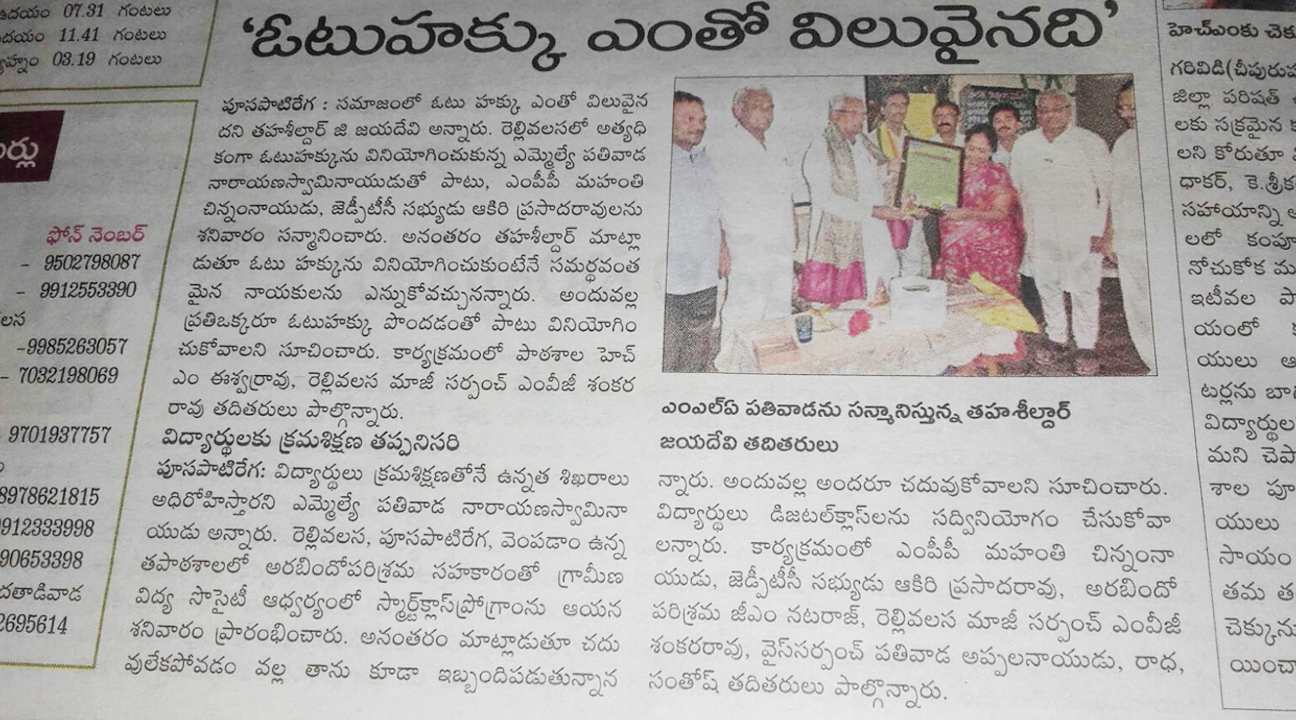 ఉదయం 07.31 గంటలు
11.41 గంటలు
03.19 గంటలు
ఫోన్ నెంబర్
- 9502798087
- 9912553390
-9985263057
- 7032198069
9701937757
8978621815
912333998
90653398
2695614
‘ఓటుహక్కు ఎంతో విలువైనది’
పూసపాటిరేగ : సమాజంలో ఓటు హక్కు ఎంతో విలువైన
దని తహశీల్దార్ జి జయదేవి అన్నారు. రెల్లివలసలో అత్యధి
కంగా ఓటుహక్కును వినియోగించుకున్న ఎమ్మెల్యే పతివాడ
నారాయణస్వామినాయుడుతో పాటు, ఎంపీపీ మహంతి
చిన్నంనాయుడు, జెడ్పీటీసీ సభ్యుడు ఆకిరి ప్రసాదరావులను
శనివారం సన్మానించారు. అనంతరం తహశీల్దార్ మాట్లా
డుతూ ఓటు హక్కును వినియోగించుకుంటేనే సమర్థవంత
మైన నాయకులను ఎన్నుకోవచ్చునన్నారు. అందువల్ల
ప్రతిఒక్కరూ ఓటుహక్కు పొందడంతో పాటు వినియోగిం
చుకోవాలని సూచించారు. కార్యక్రమంలో పాఠశాల హెచ్
ఎం ఈశ్వర్రావు, రెల్లివలస మాజీ సర్పంచ్ ఎంవీజీ శంకర
రావు తదితరులు పాల్గొన్నారు.
ఎంఎల్ఏ పతివాడను సన్మానిస్తున్న తహశీల్దార్
జయదేవి తదితరులు
విద్యార్థులకు క్రమశిక్షణ తప్పనిసరి
పూసపాటిరేగ: విద్యార్థులు క్రమశిక్షణతోనే ఉన్నత శిఖరాలు
అధిరోహిస్తారని ఎమ్మెల్యే పతివాడ నారాయణస్వామినా
యుడు అన్నారు. రెల్లివలస, పూసపాటిరేగ, వెంపడాం ఉన్న
తపాఠశాలలో అరబిందోపరిశ్రమ సహకారంతో గ్రామీణ
విద్య సొసైటీ ఆధ్వర్యంలో స్మార్ట్‌క్లాస్‌ప్రోగ్రాంను ఆయన
శనివారం ప్రారంభించారు. అనంతరం మాట్లాడుతూ చదు
వులేకపోవడం వల్ల తాను కూడా ఇబ్బందిపడుతున్నాన
న్నారు. అందువల్ల అందరూ చదువుకోవాలని సూచించారు.
విద్యార్థులు డిజటల్‌క్లాస్‌లను సద్వినియోగం చేసుకోవా
లన్నారు. కార్యక్రమంలో ఎంపీపీ మహంతి చిన్నంనా
యుడు, జెడ్పీటీసీ సభ్యుడు ఆకిరి ప్రసాదరావు, అరబిందో
పరిశ్రమ జీఎం నటరాజ్, రెల్లివలస మాజీ సర్పంచ్ ఎంవీజీ
శంకరరావు, వైస్‌సర్పంచ్ పతివాడ అప్పలనాయుడు, రాధ,
సంతోష్ తదితరులు పాల్గొన్నారు.
హెచ్ఎంకు
జిల్లా పరిషత్
లకు సక్రమైన
లని కోరుతూ
ధాకర్,
సహాయాన్ని
లలో
నోచుకోక
ఇటీవల
యంలో
యులు
టర్లను
విద్యార్థుల
మని
శాల
యులు
సాయం
తమ
చెక్కును